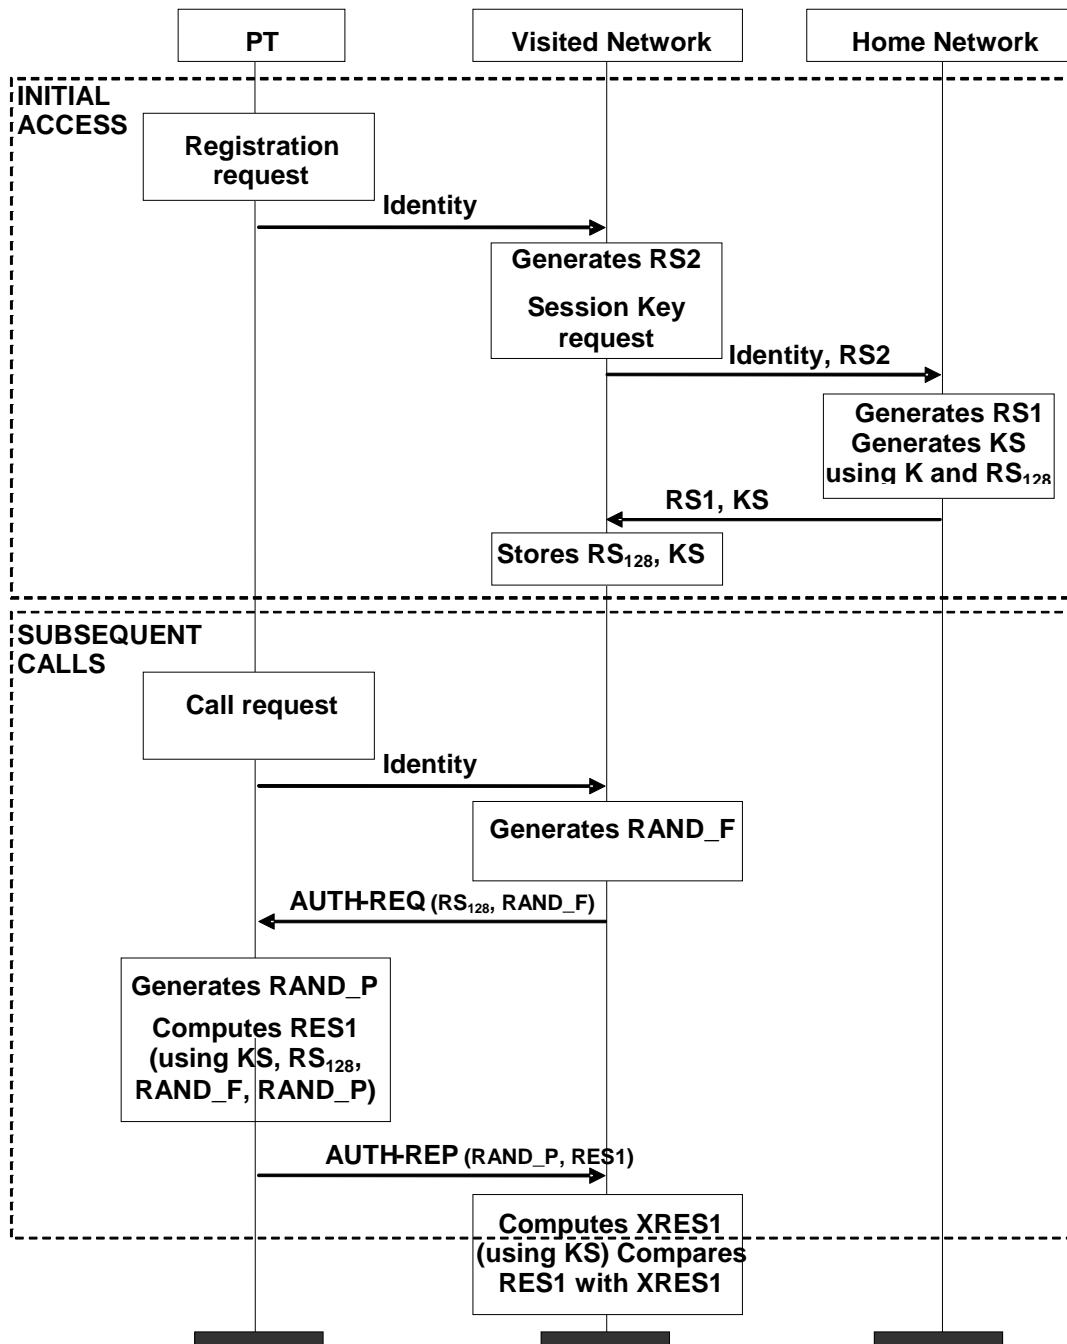 PT
Visited Network
Home Network
INITIAL
ACCESS
Registration
request
Identity
Generates RS2
Session Key
request
Identity, RS2
Generates RS1
Generates KS
using K and RS128
RS1, KS
Stores RS128, KS
SUBSEQUENT
CALLS
Call request
Identity
Generates RAND_F
AUTH-REQ (RS128, RAND_F)
Generates RAND_P
Computes RES1
(using KS, RS128,
RAND_F, RAND_P)
AUTH-REP (RAND_P, RES1)
Computes XRES1
(using KS) Compares
RES1 with XRES1